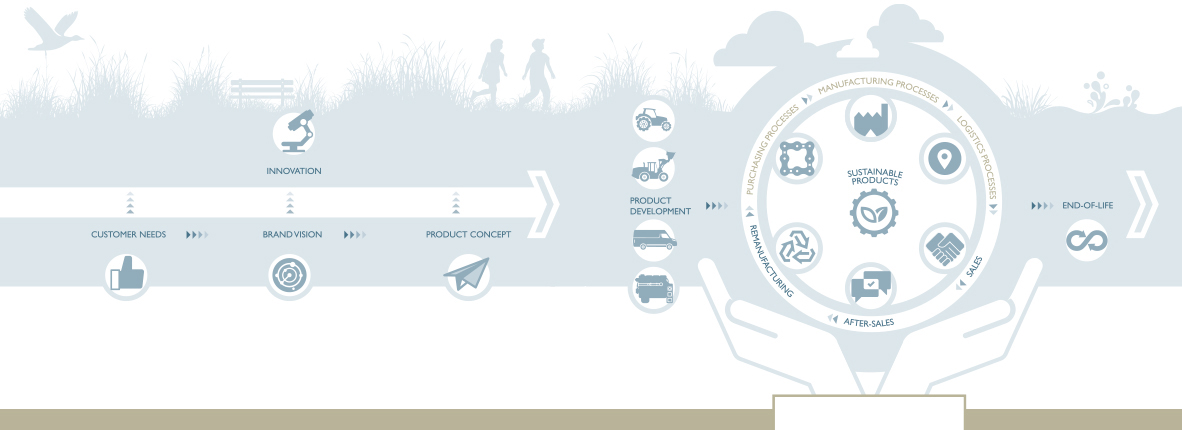 INNOVATION
CUSTOMER NEEDS
BRAND VISION
PRODUCT CONCEPT
PRODUCT
DEVELOPMENT
PURCHASING PROCESSES
MANUFACTURING PROCESSES
LOGISTICS PROCESSES
SALES
AFTER-SALES
REMANUFACTURING
SUSTAINABLE
PRODUCTS
END-OF-LIFE